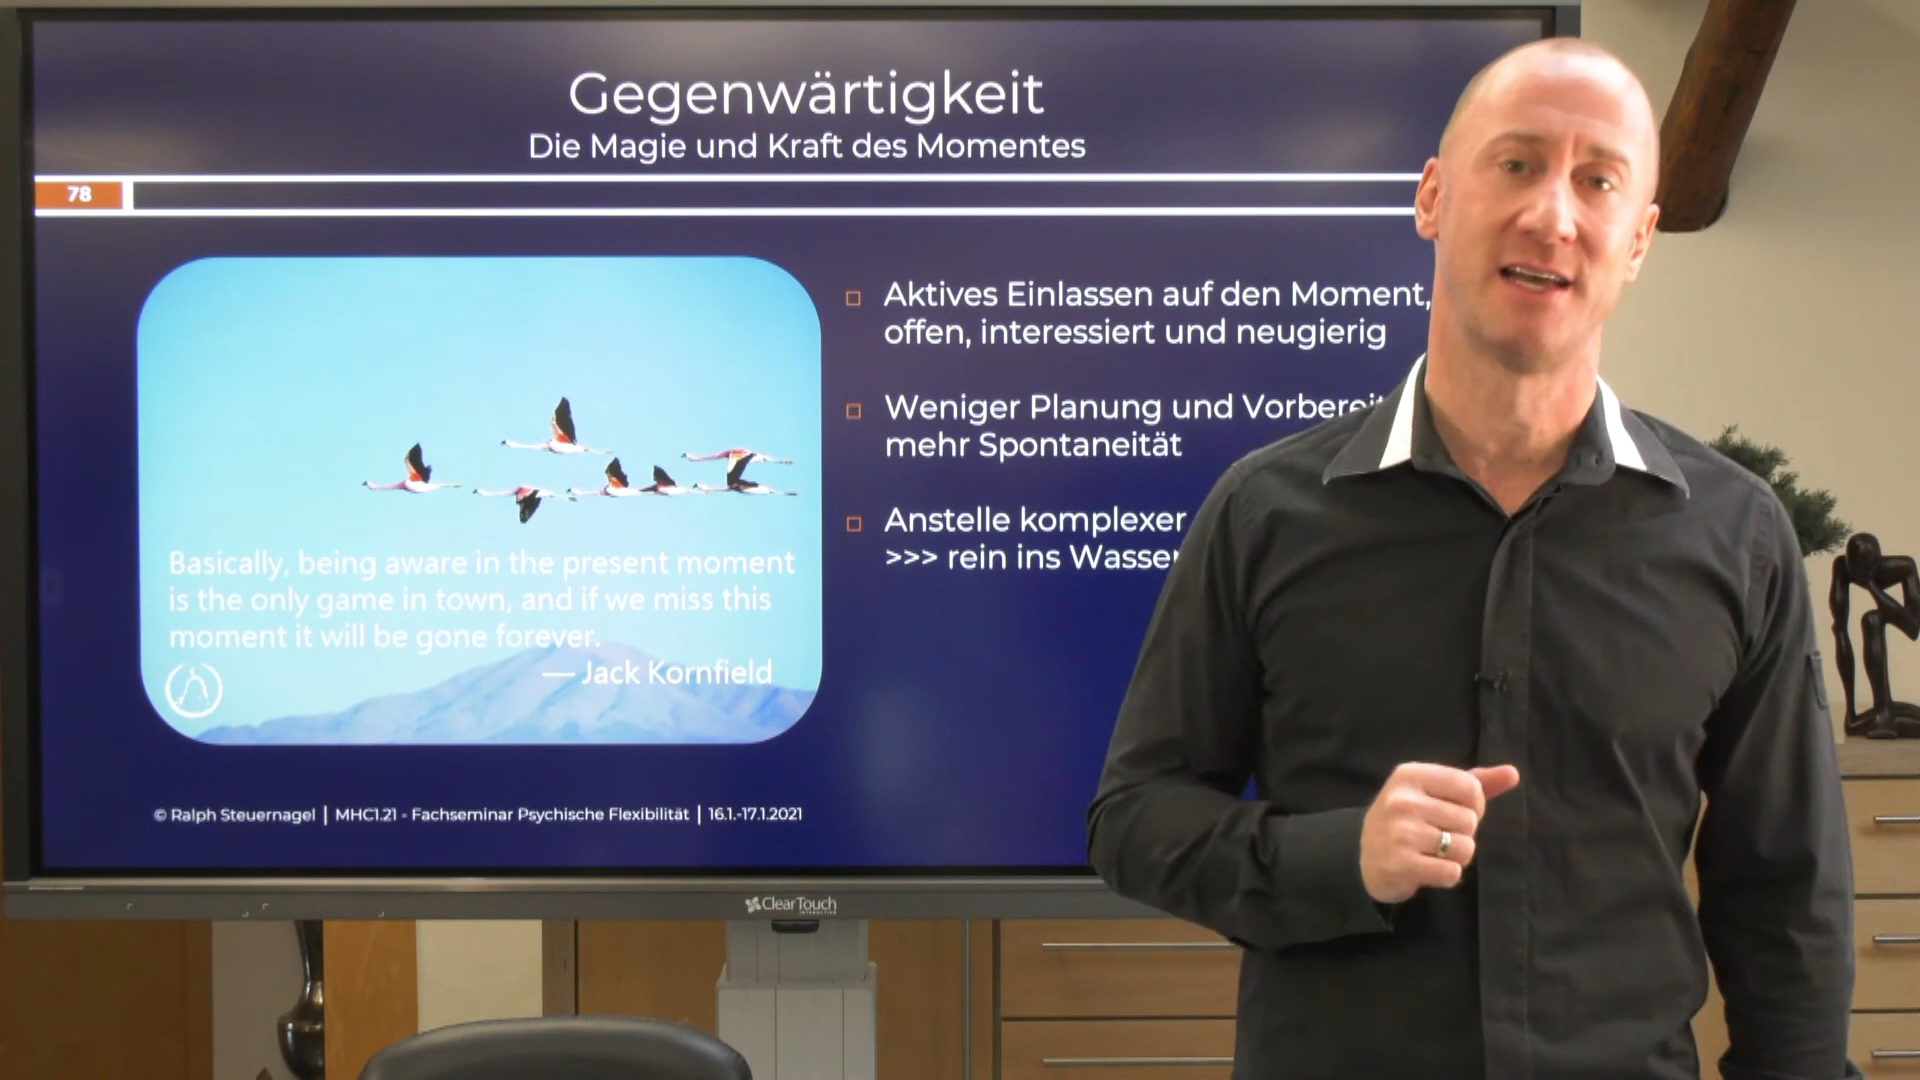 Gegenwärtigkeit
Die Magie und Kraft des Momentes
78
Aktives Einlassen auf den Moment,
offen, interessiert und neugierig
Weniger Planung und
mehr Spontaneität
Anstelle komplexer
>>> rein ins
Basically, being aware in the present moment
is the only game in town, and if we miss this
moment it will be gone forever.
— Jack Kornfield
© Ralph Steuernagel | MHC1.21 - Fachseminar Psychische Flexibilität | 16.1.-17.1.2021
ClearTouch
INTERACTIVE